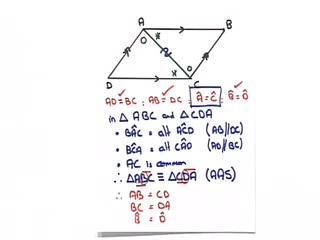 A B
x
O 2
x O
D C
AD = BC ; AB = DC ; Â = Ĉ ; B̂ = D̂
in △ ABC and △ CDA
• BÂC = alt AĈD (AB//DC)
• BĈA = alt CÂD (AD//BC)
• AC is common
∴ △ABC ≡ △CDA (AAS)
∴ AB = CD
BC = DA
B̂ = D̂